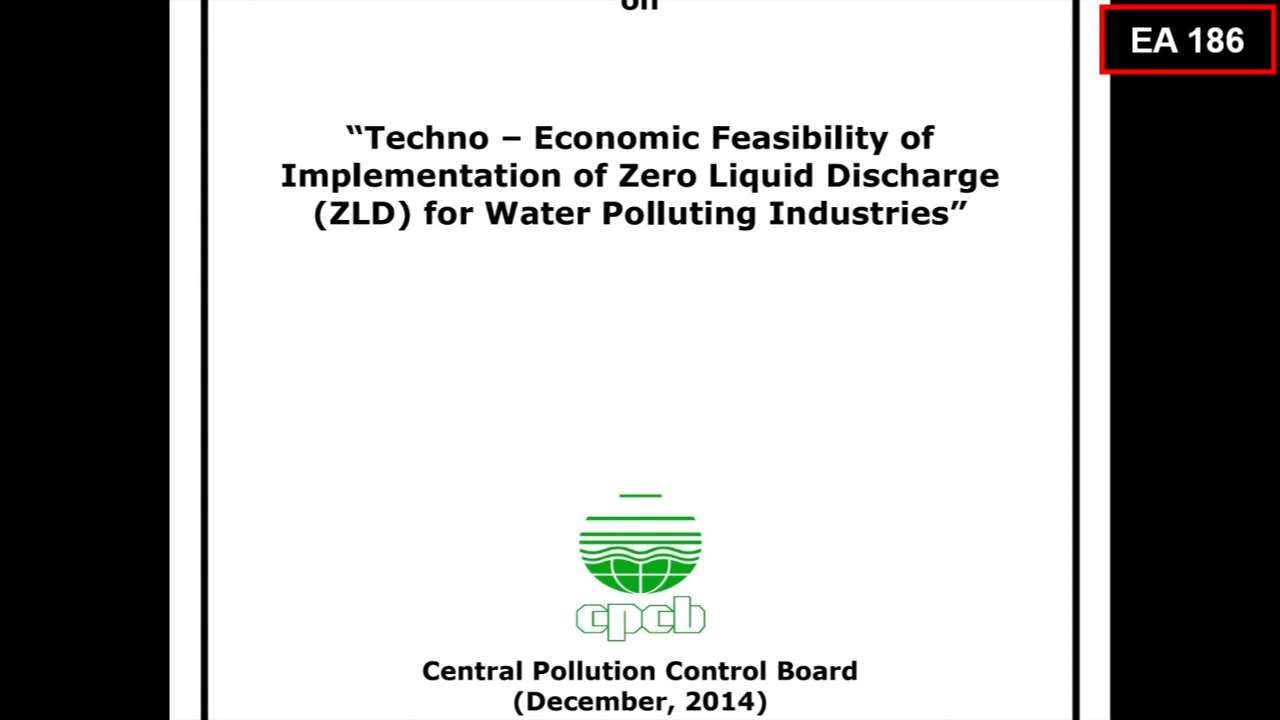 on
EA 186
“Techno – Economic Feasibility of
Implementation of Zero Liquid Discharge
(ZLD) for Water Polluting Industries”
cpcb
Central Pollution Control Board
(December, 2014)